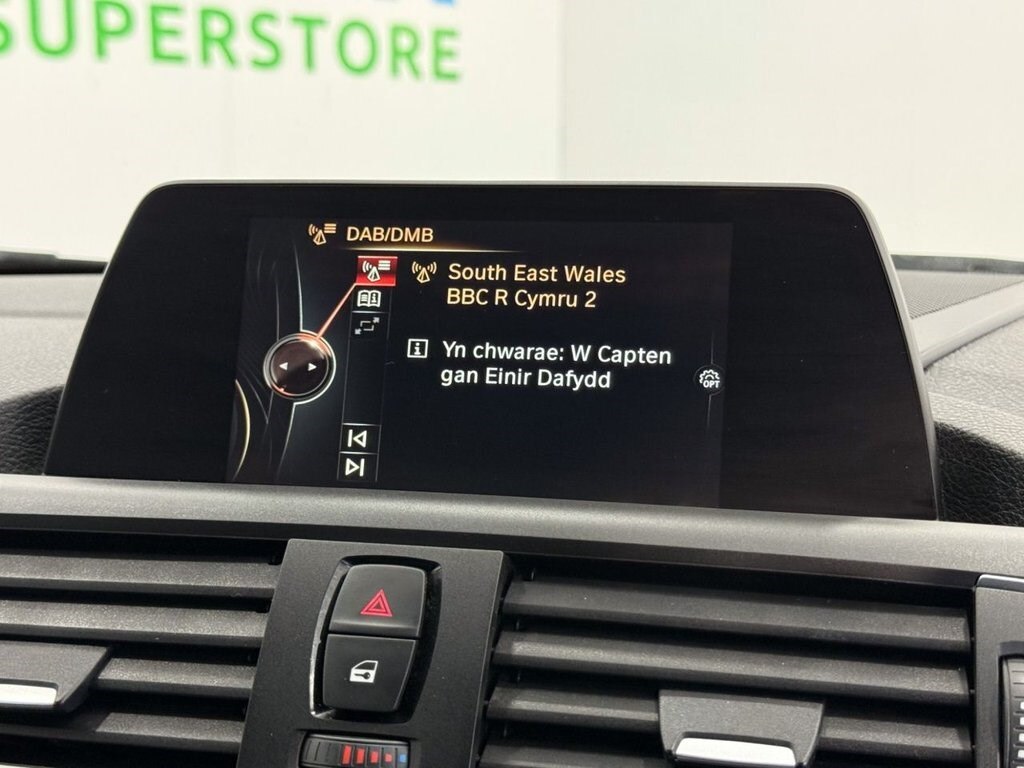 SUPERSTORE
DAB/DMB
South East Wales
BBC R Cymru 2
Yn chwarae: W Capten
gan Einir Dafydd
OPT